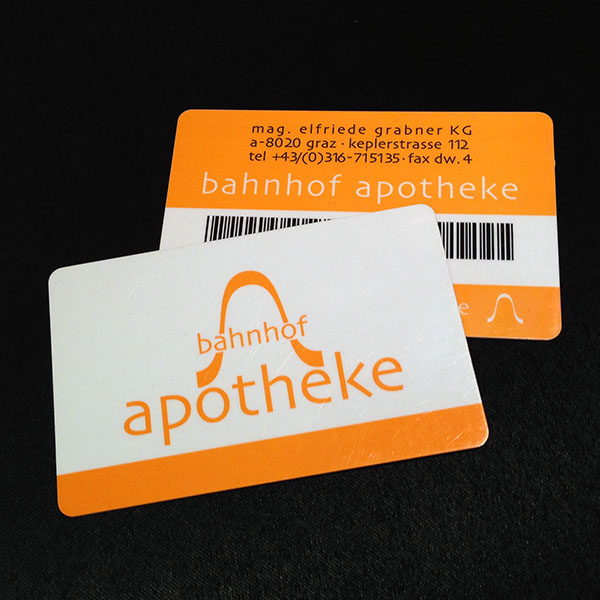 mag. elfriede grabner KG
a-8020 graz · keplerstrasse 112
tel +43/(0)316-715135 · fax dw. 4
bahnhof apotheke
bahnhof
apotheke